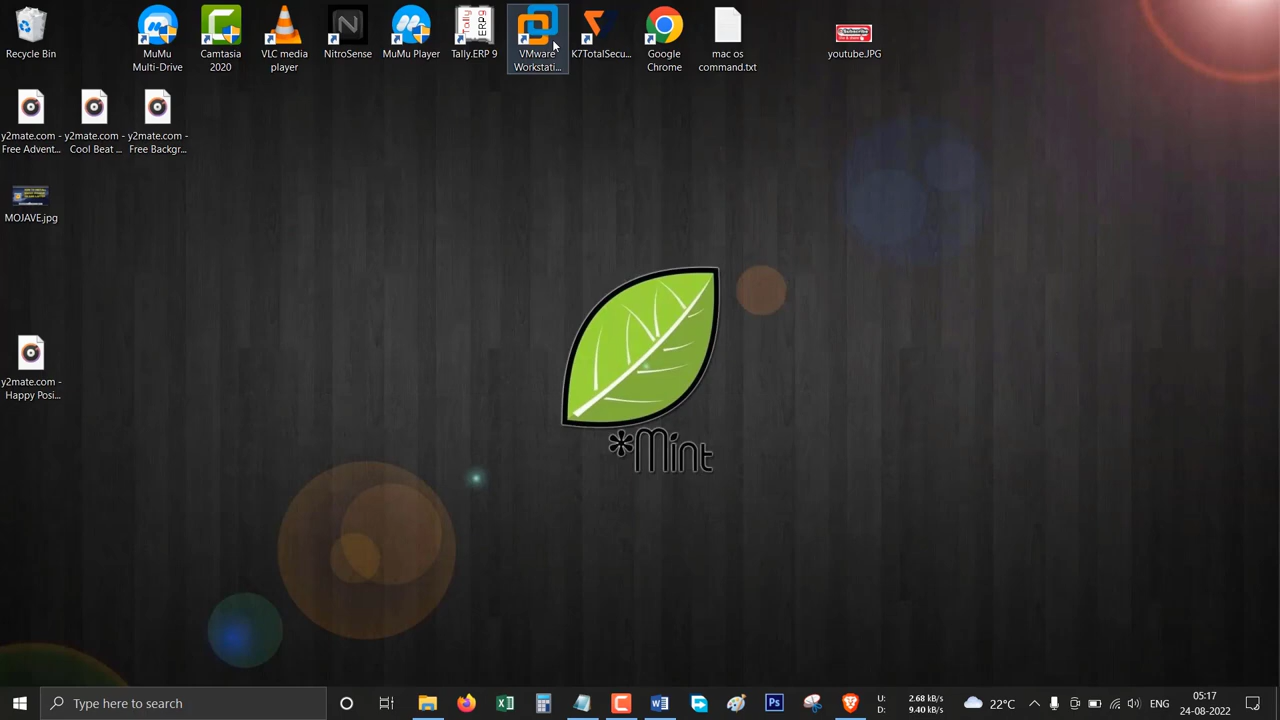 Recycle Bin
MuMu
Multi-Drive
Camtasia
2020
VLC media
player
NitroSense
MuMu Player
Tally.ERP 9
VMware
Workstati...
K7TotalSecu...
Google
Chrome
mac os
command.txt
youtube.JPG
y2mate.com -
Free Advent...
y2mate.com -
Cool Beat ...
y2mate.com -
Free Backgr...
MOJAVE.jpg
y2mate.com -
Happy Posi...
*Mint
Type here to search
U: 2.68 kB/s
D: 9.40 kB/s
22°C
ENG
05:17
24-08-2022